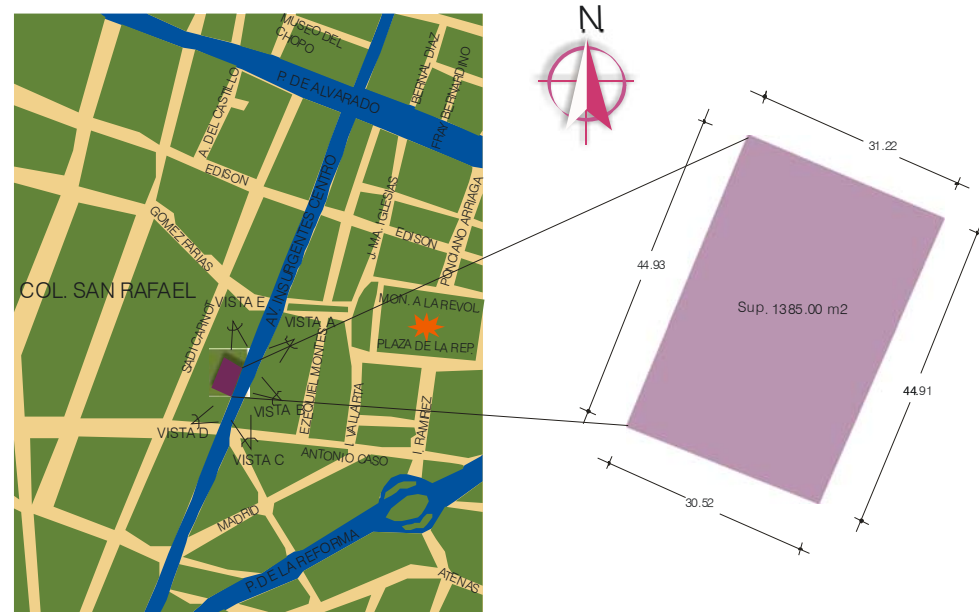 MUSEO DEL
CHOPO
P. DE ALVARADO
BERNAL DIAZ
FRAY BERNARDINO
A. DEL CASTILLO
EDISON
AV. INSURGENTES CENTRO
J. MA. IGLESIAS
EDISON
PONCIANO ARRIAGA
GOMEZ FARIAS
COL. SAN RAFAEL
VISTA E
SADI CARNOT
VISTA A
MON. A LA REVOL
PLAZA DE LA REP.
EZEQUIEL MONTES
VISTA B
VISTA D
VISTA C
I. VALLARTA
I. RAMIREZ
ANTONIO CASO
MADRID
P. DE LA REFORMA
ATENAS
N.
31.22
44.93
Sup. 1385.00 m2
44.91
30.52